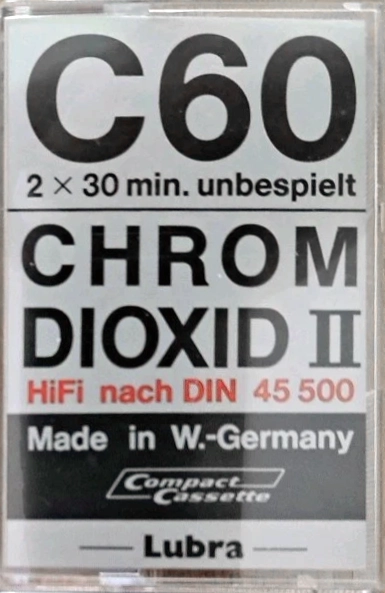 C60
2 × 30 min. unbespielt
CHROM
DIOXID II
HiFi nach DIN 45 500
Made in W.-Germany
Compact
Cassette
Lubra